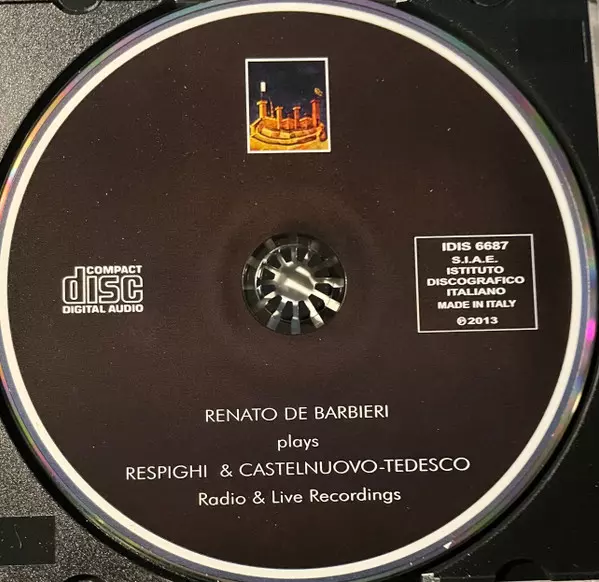 COMPACT
disc
DIGITAL AUDIO
IDIS 6687
S.I.A.E.
ISTITUTO
DISCOGRAFICO
ITALIANO
MADE IN ITALY
℗ 2013
RENATO DE BARBIERI
plays
RESPIGHI & CASTELNUOVO-TEDESCO
Radio & Live Recordings